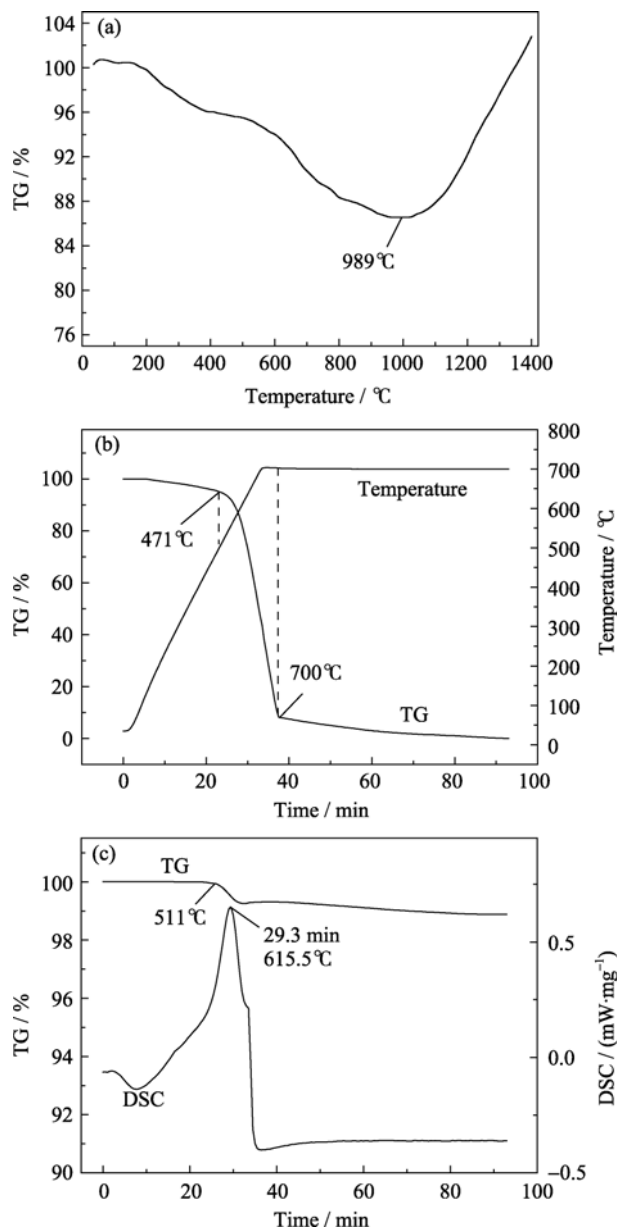 (a)
104
100
96
92
88
84
80
76
TG / %
989℃
0 200 400 600 800 1000 1200 1400
Temperature / ℃
(b)
100
80
60
40
20
0
TG / %
800
700
600
500
400
300
200
100
0
Temperature / ℃
Temperature
471℃
700℃
TG
0 20 40 60 80 100
Time / min
(c)
TG
100
98
96
94
92
90
TG / %
511℃
29.3 min
615.5℃
DSC
0.5
0.0
–0.5
DSC / (mW·mg⁻¹)
0 20 40 60 80 100
Time / min